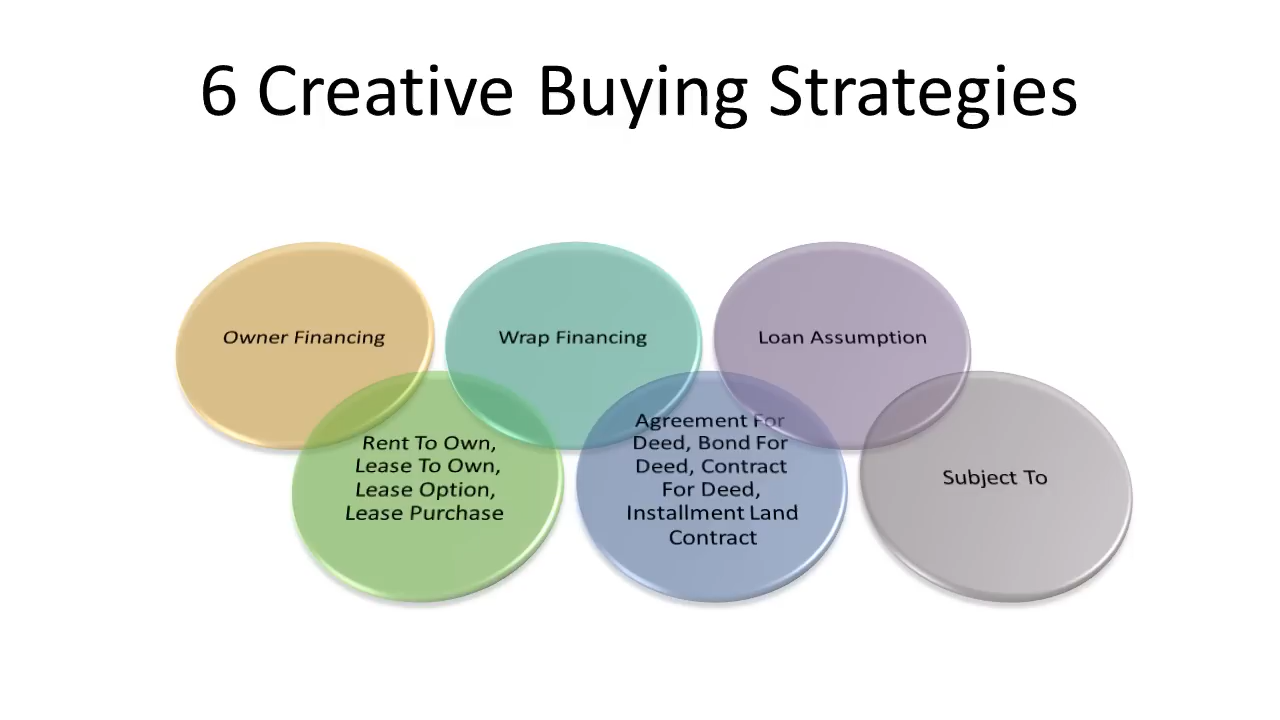 6 Creative Buying Strategies
Owner Financing
Wrap Financing
Loan Assumption
Rent To Own,
Lease To Own,
Lease Option,
Lease Purchase
Agreement For
Deed, Bond For
Deed, Contract
For Deed,
Installment Land
Contract
Subject To